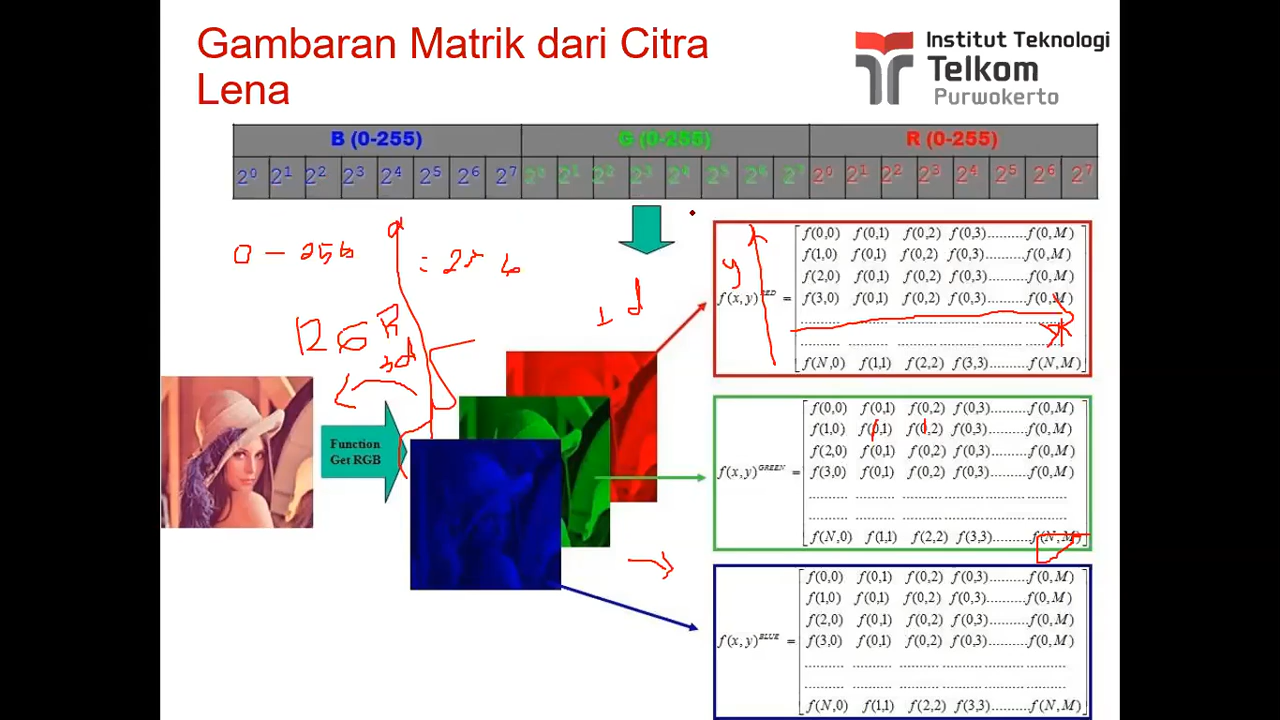 Gambaran Matrik dari Citra
Lena
Institut Teknologi
Telkom
Purwokerto
B (0-255) G (0-255) R (0-255)
2⁰ 2¹ 2² 2³ 2⁴ 2⁵ 2⁶ 2⁷ 2⁰ 2¹ 2² 2³ 2⁴ 2⁵ 2⁶ 2⁷ 2⁰ 2¹ 2² 2³ 2⁴ 2⁵ 2⁶ 2⁷
0 – 256 = 256
1 d
3d
Function
Get RGB
y
f(x,y)^RED =
f(0,0) f(0,1) f(0,2) f(0,3)..........f(0,M)
f(1,0) f(0,1) f(0,2) f(0,3)..........f(0,M)
f(2,0) f(0,1) f(0,2) f(0,3)..........f(0,M)
f(3,0) f(0,1) f(0,2) f(0,3)..........f(0,M)
f(N,0) f(1,1) f(2,2) f(3,3)..........f(N,M)
f(x,y)^GREEN =
f(0,0) f(0,1) f(0,2) f(0,3)..........f(0,M)
f(1,0) f(0,1) f(0,2) f(0,3)..........f(0,M)
f(2,0) f(0,1) f(0,2) f(0,3)..........f(0,M)
f(3,0) f(0,1) f(0,2) f(0,3)..........f(0,M)
f(N,0) f(1,1) f(2,2) f(3,3)..........f(N,M)
f(x,y)^BLUE =
f(0,0) f(0,1) f(0,2) f(0,3)..........f(0,M)
f(1,0) f(0,1) f(0,2) f(0,3)..........f(0,M)
f(2,0) f(0,1) f(0,2) f(0,3)..........f(0,M)
f(3,0) f(0,1) f(0,2) f(0,3)..........f(0,M)
f(N,0) f(1,1) f(2,2) f(3,3)..........f(N,M)